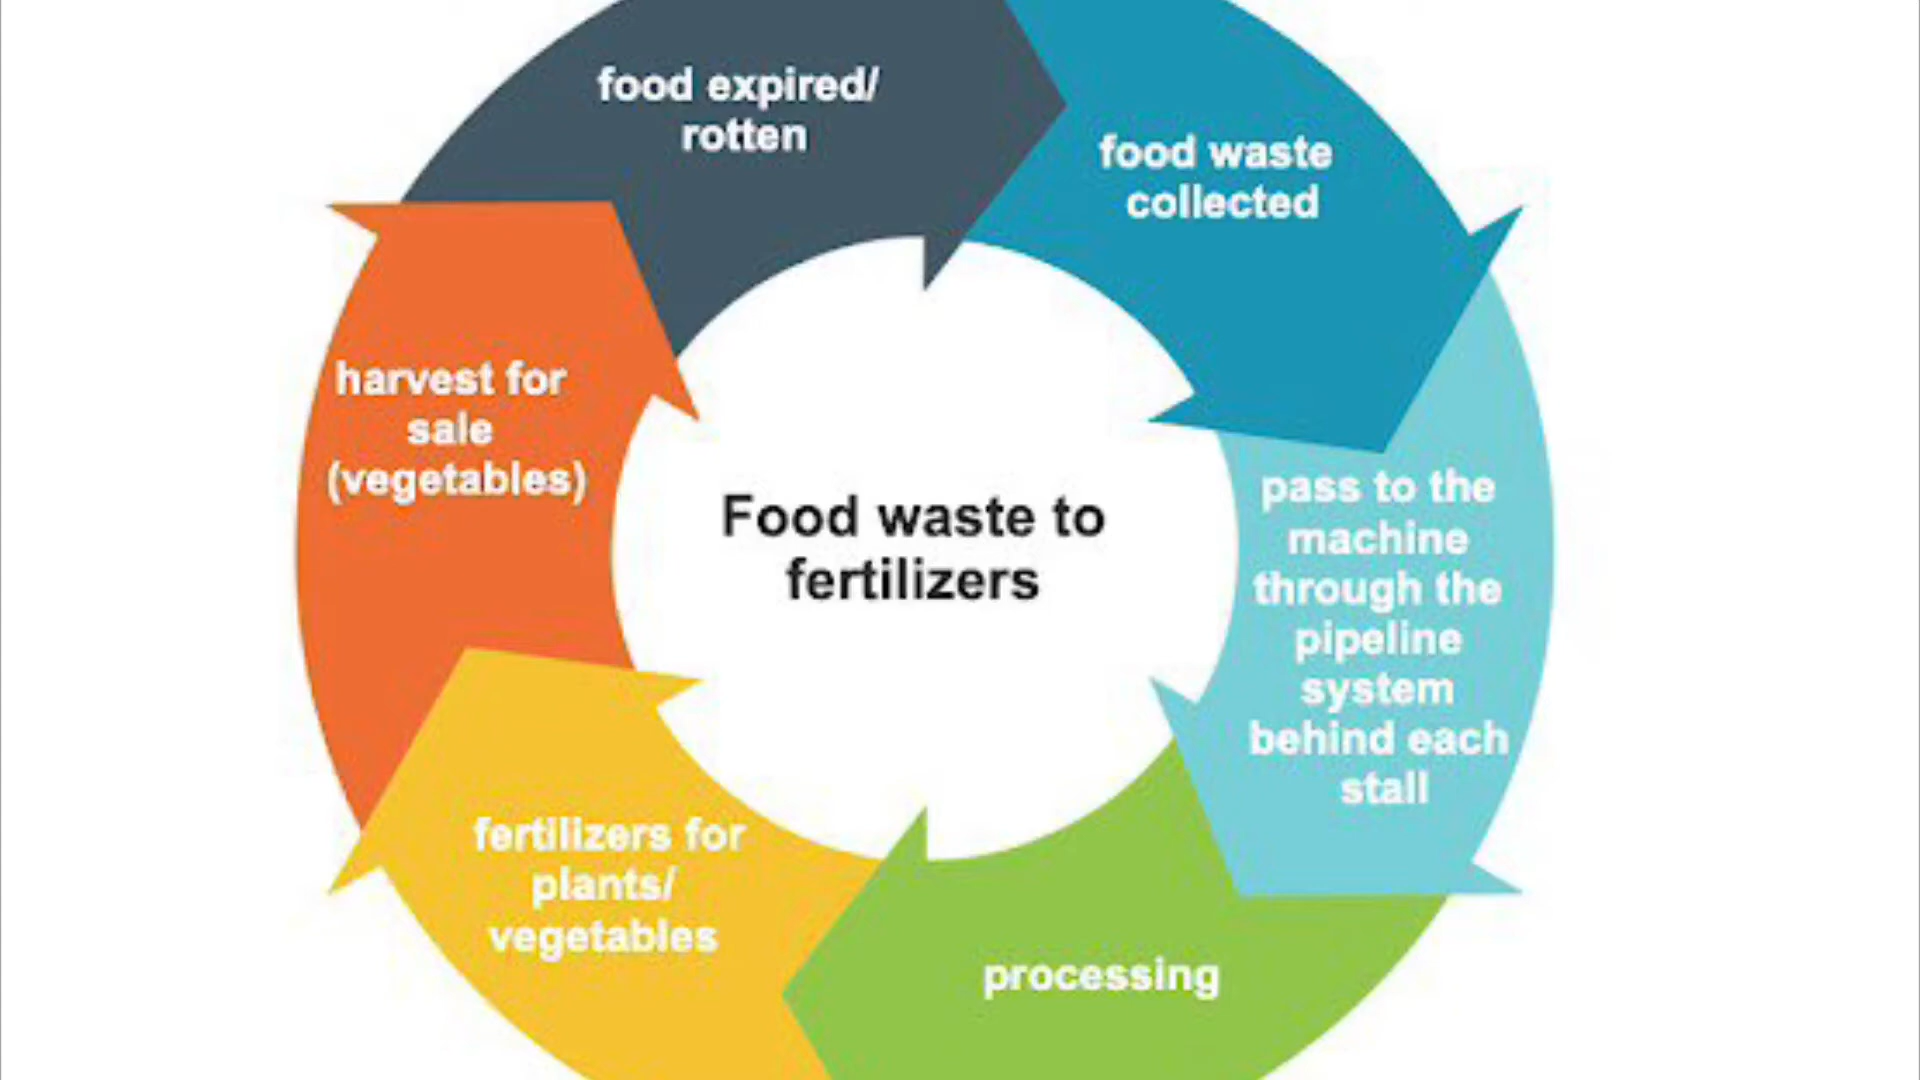 food expired/
rotten
food waste
collected
pass to the
machine
through the
pipeline
system
behind each
stall
processing
fertilizers for
plants/
vegetables
harvest for
sale
(vegetables)
Food waste to
fertilizers